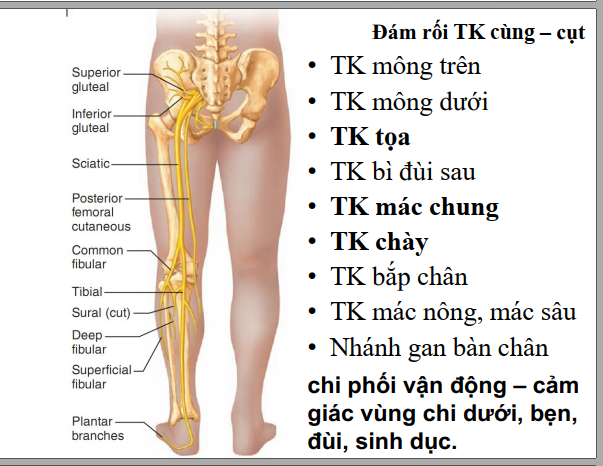 Superior
gluteal
Inferior
gluteal
Sciatic
Posterior
femoral
cutaneous
Common
fibular
Tibial
Sural (cut)
Deep
fibular
Superficial
fibular
Plantar
branches
Đám rối TK cùng – cụt
• TK mông trên
• TK mông dưới
• TK tọa
• TK bì đùi sau
• TK mác chung
• TK chày
• TK bắp chân
• TK mác nông, mác sâu
• Nhánh gan bàn chân
chi phối vận động – cảm
giác vùng chi dưới, bẹn,
đùi, sinh dục.